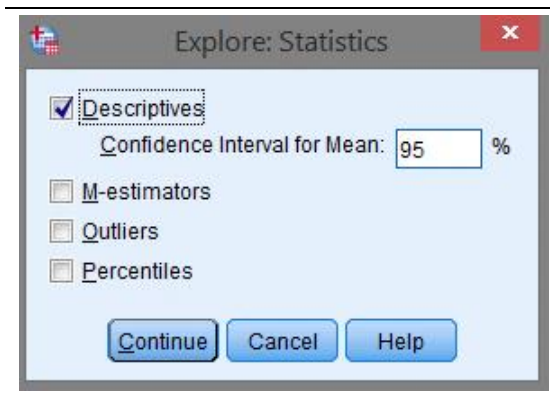 Explore: Statistics
Descriptives
Confidence Interval for Mean: 95 %
M-estimators
Outliers
Percentiles
Continue Cancel Help